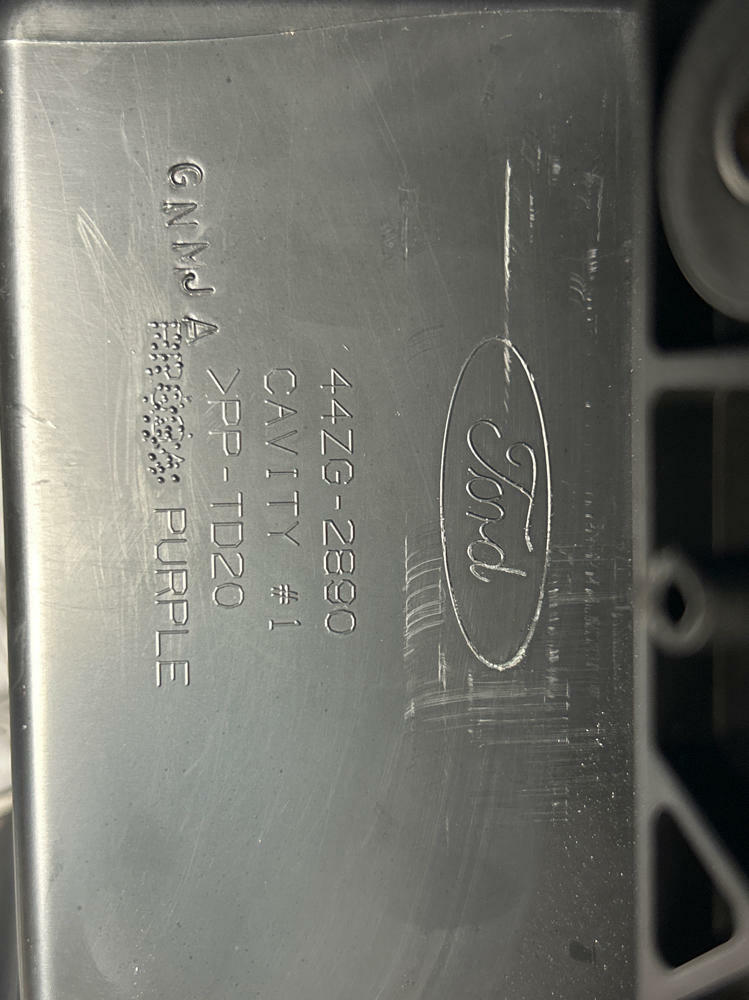 Ford
44ZG-2890
CAVITY #1
>PP-TD20
PURPLE
GNMJ A